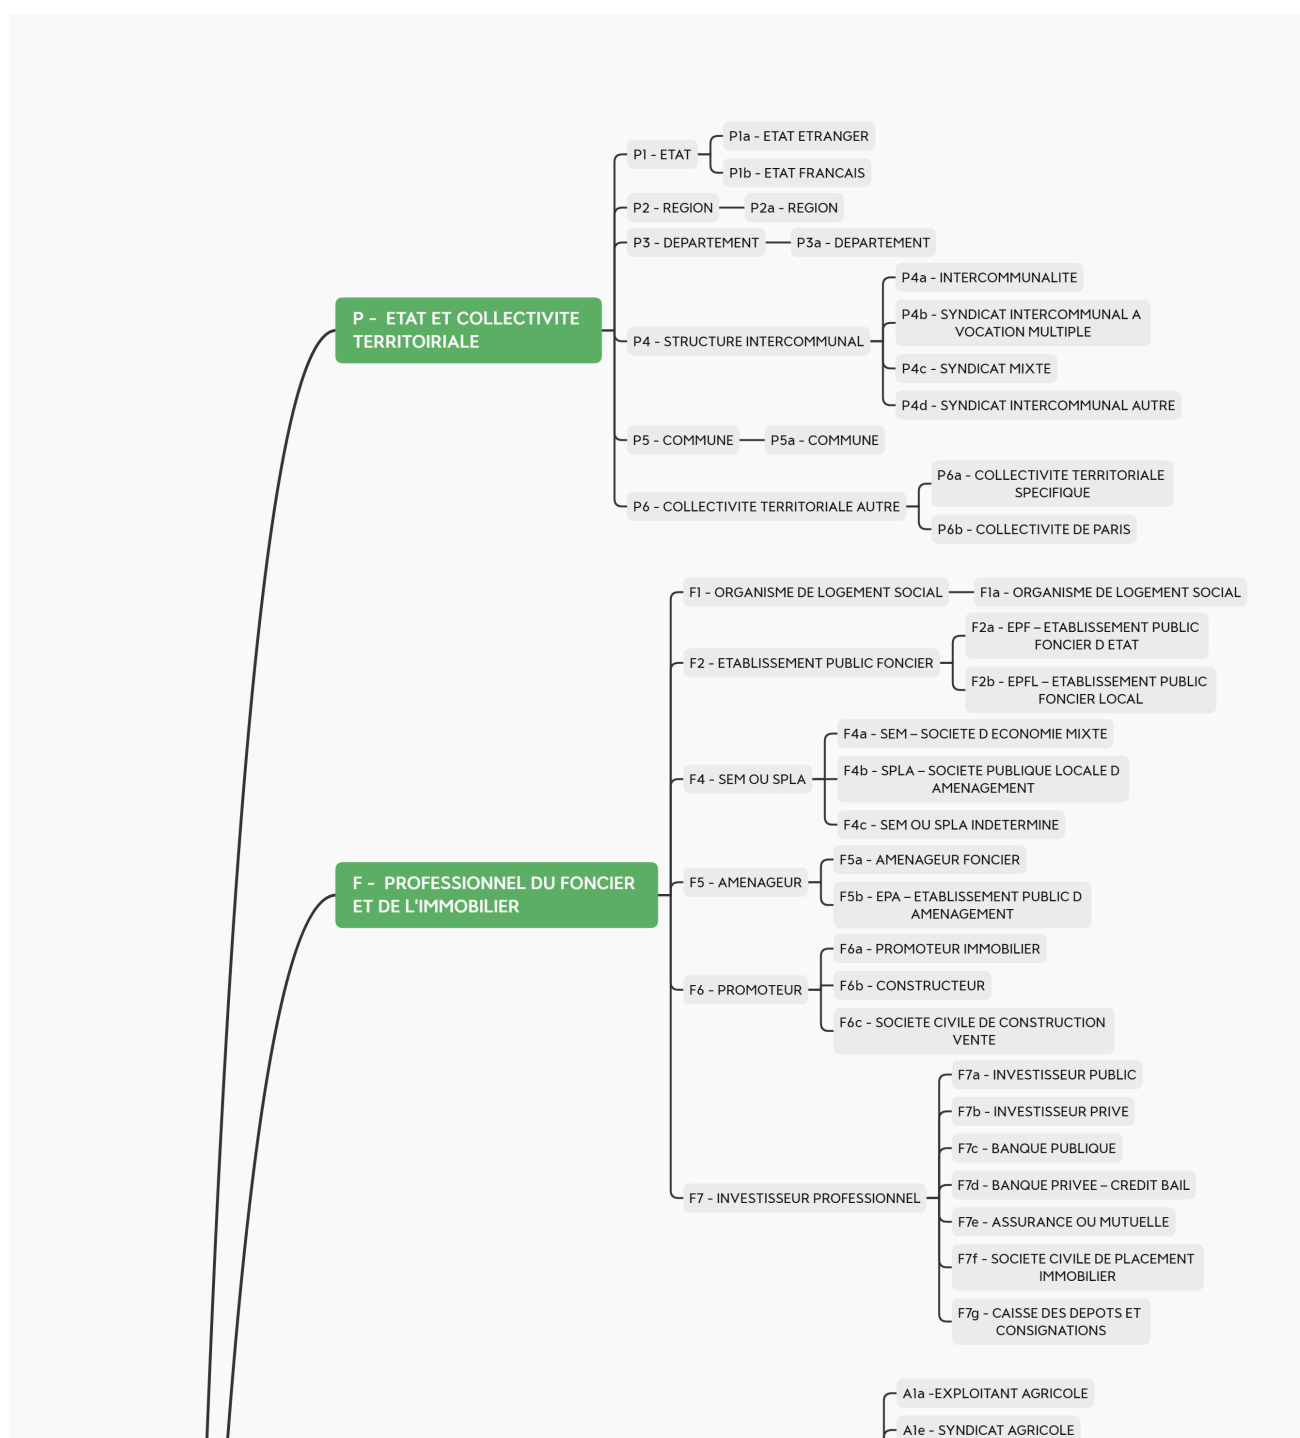 P1a - ETAT ETRANGER
P1 - ETAT
P1b - ETAT FRANCAIS
P2 - REGION
P2a - REGION
P3 - DEPARTEMENT
P3a - DEPARTEMENT
P4a - INTERCOMMUNALITE
P - ETAT ET COLLECTIVITE
TERRITOIRIALE
P4b - SYNDICAT INTERCOMMUNAL A
VOCATION MULTIPLE
P4 - STRUCTURE INTERCOMMUNAL
P4c - SYNDICAT MIXTE
P4d - SYNDICAT INTERCOMMUNAL AUTRE
P5 - COMMUNE
P5a - COMMUNE
P6a - COLLECTIVITE TERRITORIALE
SPECIFIQUE
P6 - COLLECTIVITE TERRITORIALE AUTRE
P6b - COLLECTIVITE DE PARIS
F1 - ORGANISME DE LOGEMENT SOCIAL
F1a - ORGANISME DE LOGEMENT SOCIAL
F2a - EPF – ETABLISSEMENT PUBLIC
FONCIER D ETAT
F2 - ETABLISSEMENT PUBLIC FONCIER
F2b - EPFL – ETABLISSEMENT PUBLIC
FONCIER LOCAL
F4a - SEM – SOCIETE D ECONOMIE MIXTE
F4 - SEM OU SPLA
F4b - SPLA – SOCIETE PUBLIQUE LOCALE D
AMENAGEMENT
F4c - SEM OU SPLA INDETERMINE
F5a - AMENAGEUR FONCIER
F5 - AMENAGEUR
F5b - EPA – ETABLISSEMENT PUBLIC D
AMENAGEMENT
F - PROFESSIONNEL DU FONCIER
ET DE L'IMMOBILIER
F6a - PROMOTEUR IMMOBILIER
F6 - PROMOTEUR
F6b - CONSTRUCTEUR
F6c - SOCIETE CIVILE DE CONSTRUCTION
VENTE
F7a - INVESTISSEUR PUBLIC
F7b - INVESTISSEUR PRIVE
F7c - BANQUE PUBLIQUE
F7d - BANQUE PRIVEE – CREDIT BAIL
F7 - INVESTISSEUR PROFESSIONNEL
F7e - ASSURANCE OU MUTUELLE
F7f - SOCIETE CIVILE DE PLACEMENT
IMMOBILIER
F7g - CAISSE DES DEPOTS ET
CONSIGNATIONS
A1a -EXPLOITANT AGRICOLE
A1e - SYNDICAT AGRICOLE